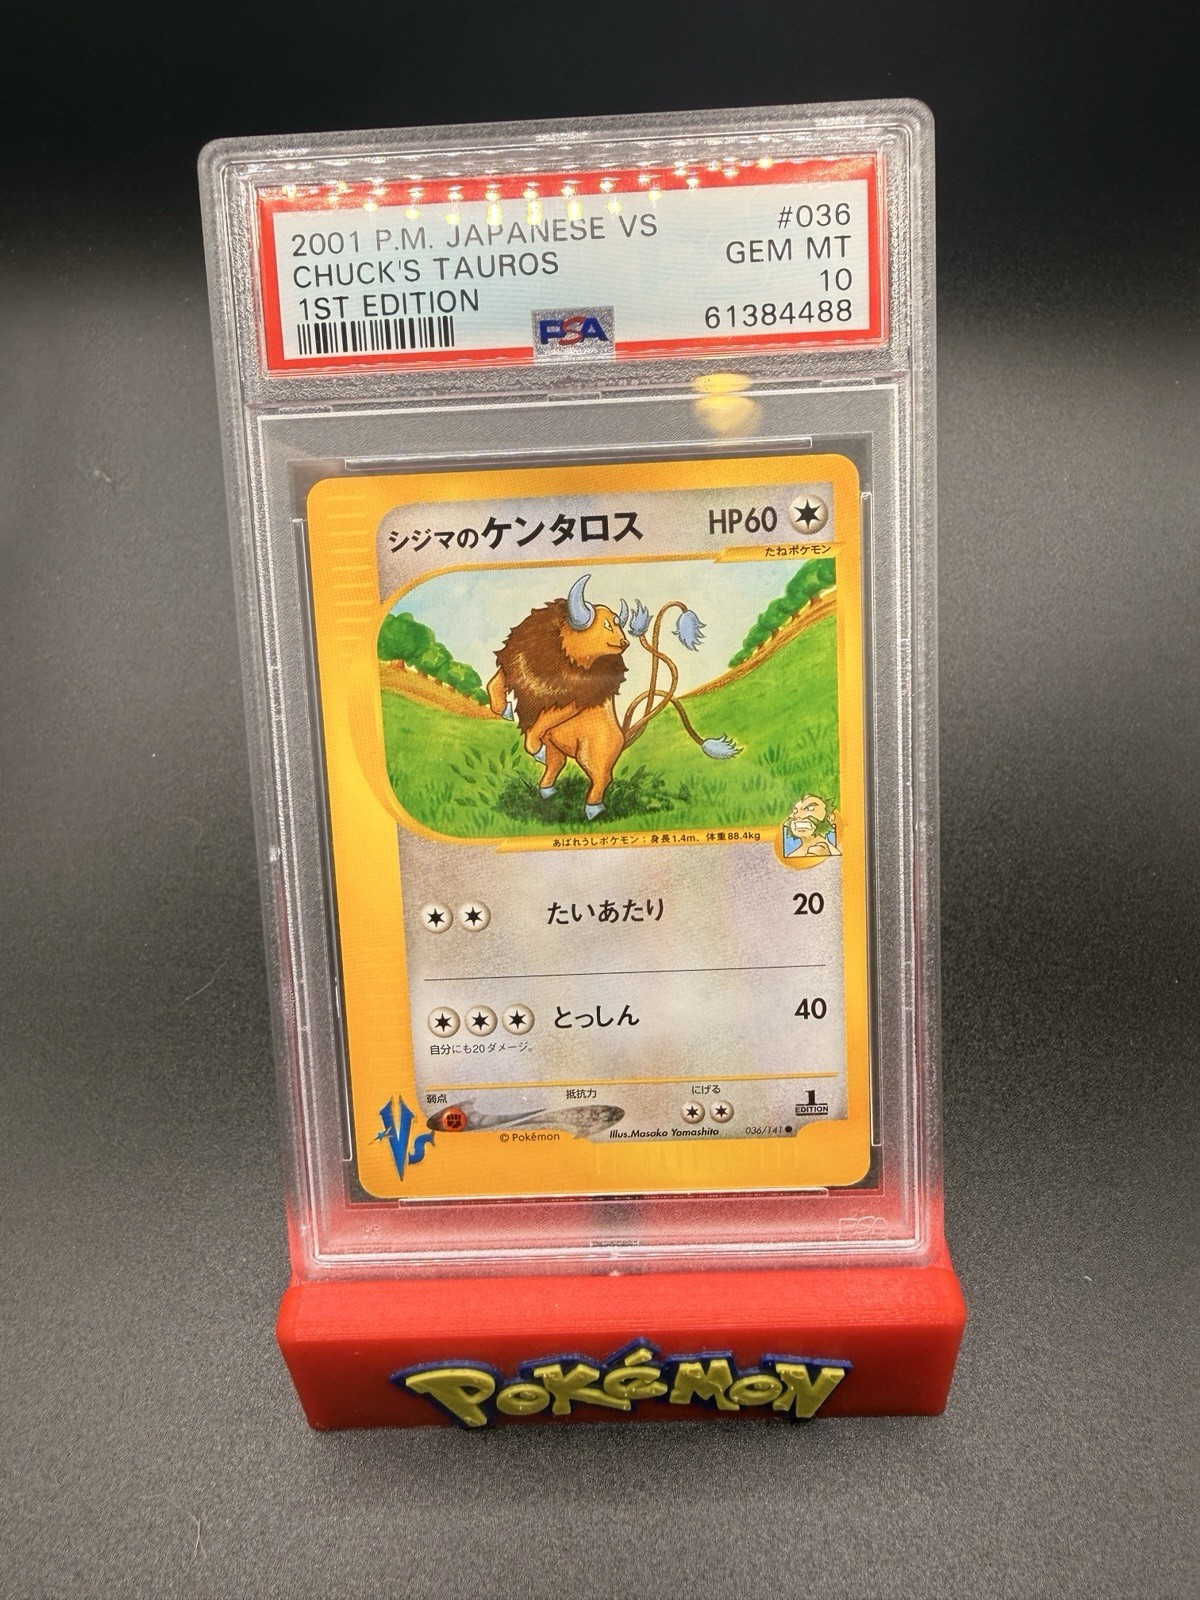 2001 P.M. JAPANESE VS #036
CHUCK'S TAUROS GEM MT
1ST EDITION 10
PSA 61384488
シジマのケンタロス HP60
たねポケモン
あばれうしポケモン:身長1.4m、体重88.4kg
たいあたり 20
とっしん 40
自分にも20ダメージ。
弱点 抵抗力 にげる
1
EDITION
Vs
© Pokémon Illus.Masako Yamashita 036/141●
PSA
POKéMON